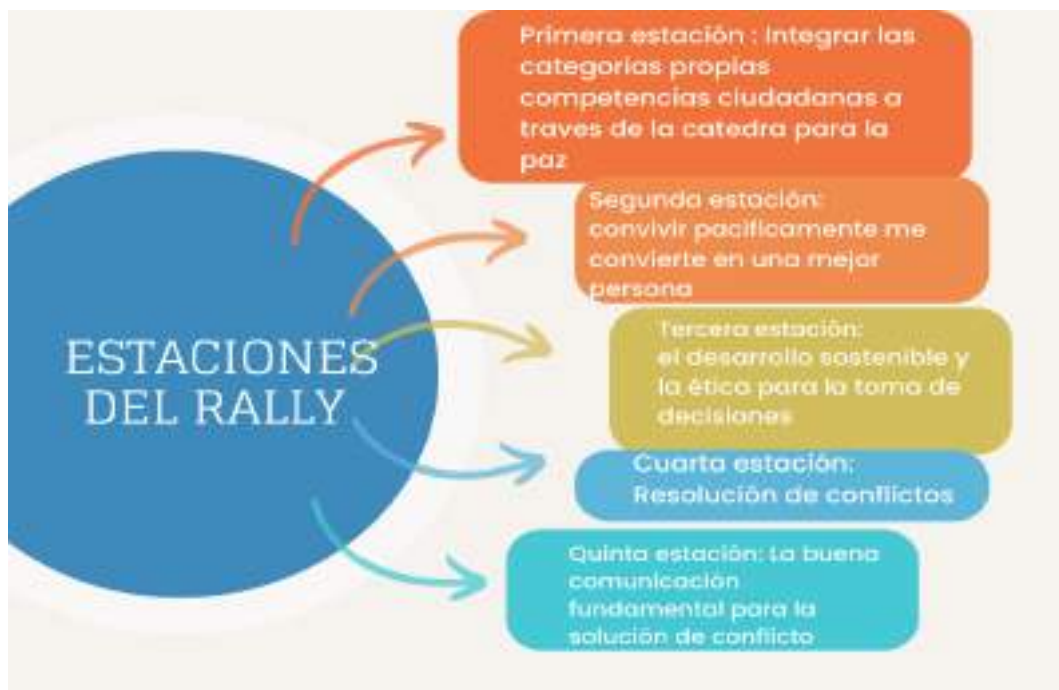 ESTACIONES
DEL RALLY
Primera estación : Integrar las
categorias propias
competencias ciudadanas a
traves de la catedra para la
paz
Segunda estación:
convivir pacificamente me
convierte en una mejor
persona
Tercera estación:
el desarrollo sostenible y
la ética para la toma de
decisiones
Cuarta estación:
Resolución de conflictos
Quinta estación: La buena
comunicación
fundamental para la
solución de conflicto